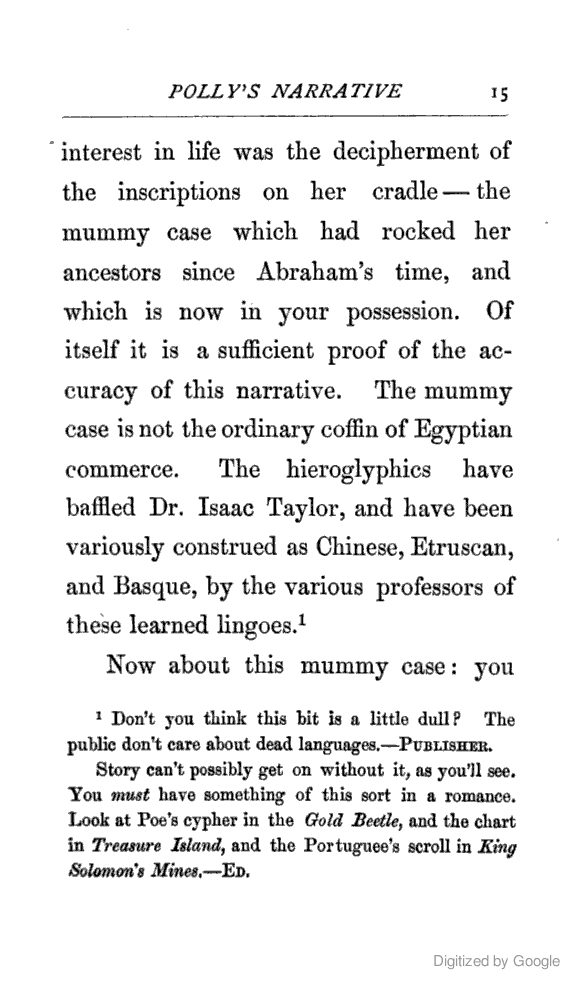 POLLY'S NARRATIVE 15
interest in life was the decipherment of
the inscriptions on her cradle — the
mummy case which had rocked her
ancestors since Abraham's time, and
which is now in your possession. Of
itself it is a sufficient proof of the ac-
curacy of this narrative. The mummy
case is not the ordinary coffin of Egyptian
commerce. The hieroglyphics have
baffled Dr. Isaac Taylor, and have been
variously construed as Chinese, Etruscan,
and Basque, by the various professors of
these learned lingoes.¹
Now about this mummy case: you
¹ Don't you think this bit is a little dull? The
public don't care about dead languages.—PUBLISHER.
Story can't possibly get on without it, as you'll see.
You must have something of this sort in a romance.
Look at Poe's cypher in the Gold Beetle, and the chart
in Treasure Island, and the Portuguee's scroll in King
Solomon's Mines.—ED.
Digitized by Google